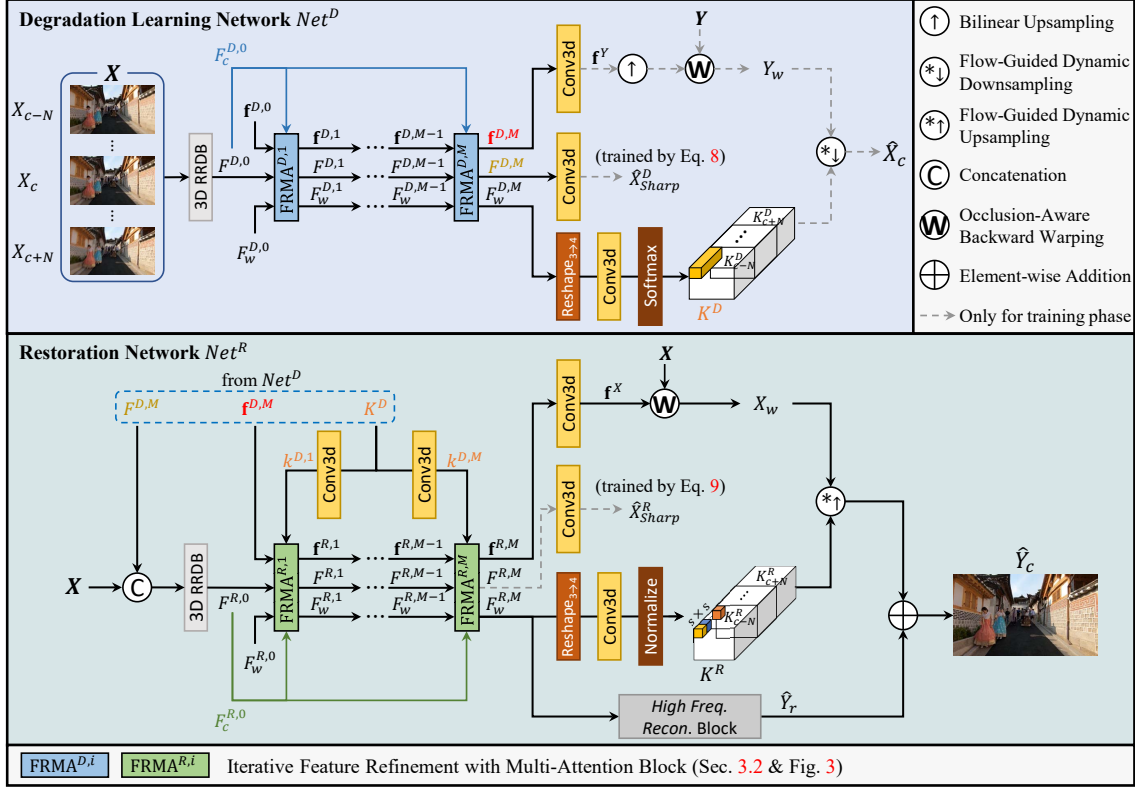 Degradation Learning Network Net^D
X
X_{c−N}
X_c
X_{c+N}
⋮
⋮
3D RRDB
F_c^{D,0}
f^{D,0}
F^{D,0}
F_w^{D,0}
FRMA^{D,1}
f^{D,1} ⋯ f^{D,M−1}
F^{D,1} ⋯ F^{D,M−1}
F_w^{D,1} ⋯ F_w^{D,M−1}
FRMA^{D,M}
f^{D,M}
F^{D,M}
F_w^{D,M}
Conv3d
f^Y
↑
Y
W
Y_w
Conv3d
(trained by Eq. 8)
X̂_{Sharp}^D
*↓
X̂_c
Reshape_{3→4}
Conv3d
Softmax
K_{c+N}^D
⋮
K_{c−N}^D
K^D
↑ Bilinear Upsampling
*↓ Flow-Guided Dynamic
Downsampling
*↑ Flow-Guided Dynamic
Upsampling
C Concatenation
W Occlusion-Aware
Backward Warping
+ Element-wise Addition
Only for training phase
Restoration Network Net^R
from Net^D
F^{D,M} f^{D,M} K^D
k^{D,1} Conv3d Conv3d k^{D,M}
X
C
3D RRDB
F^{R,0}
F_w^{R,0}
F_c^{R,0}
FRMA^{R,1}
f^{R,1} ⋯ f^{R,M−1}
F^{R,1} ⋯ F^{R,M−1}
F_w^{R,1} ⋯ F_w^{R,M−1}
FRMA^{R,M}
f^{R,M}
F^{R,M}
F_w^{R,M}
Conv3d
f^X
X
W
X_w
Conv3d
(trained by Eq. 9)
X̂_{Sharp}^R
*↑
Reshape_{3→4}
Conv3d
Normalize
s × s
K_{c+N}^R
⋯
K_{c−N}^R
K^R
High Freq.
Recon. Block
Ŷ_r
+
Ŷ_c
FRMA^{D,i} FRMA^{R,i} Iterative Feature Refinement with Multi-Attention Block (Sec. 3.2 & Fig. 3)